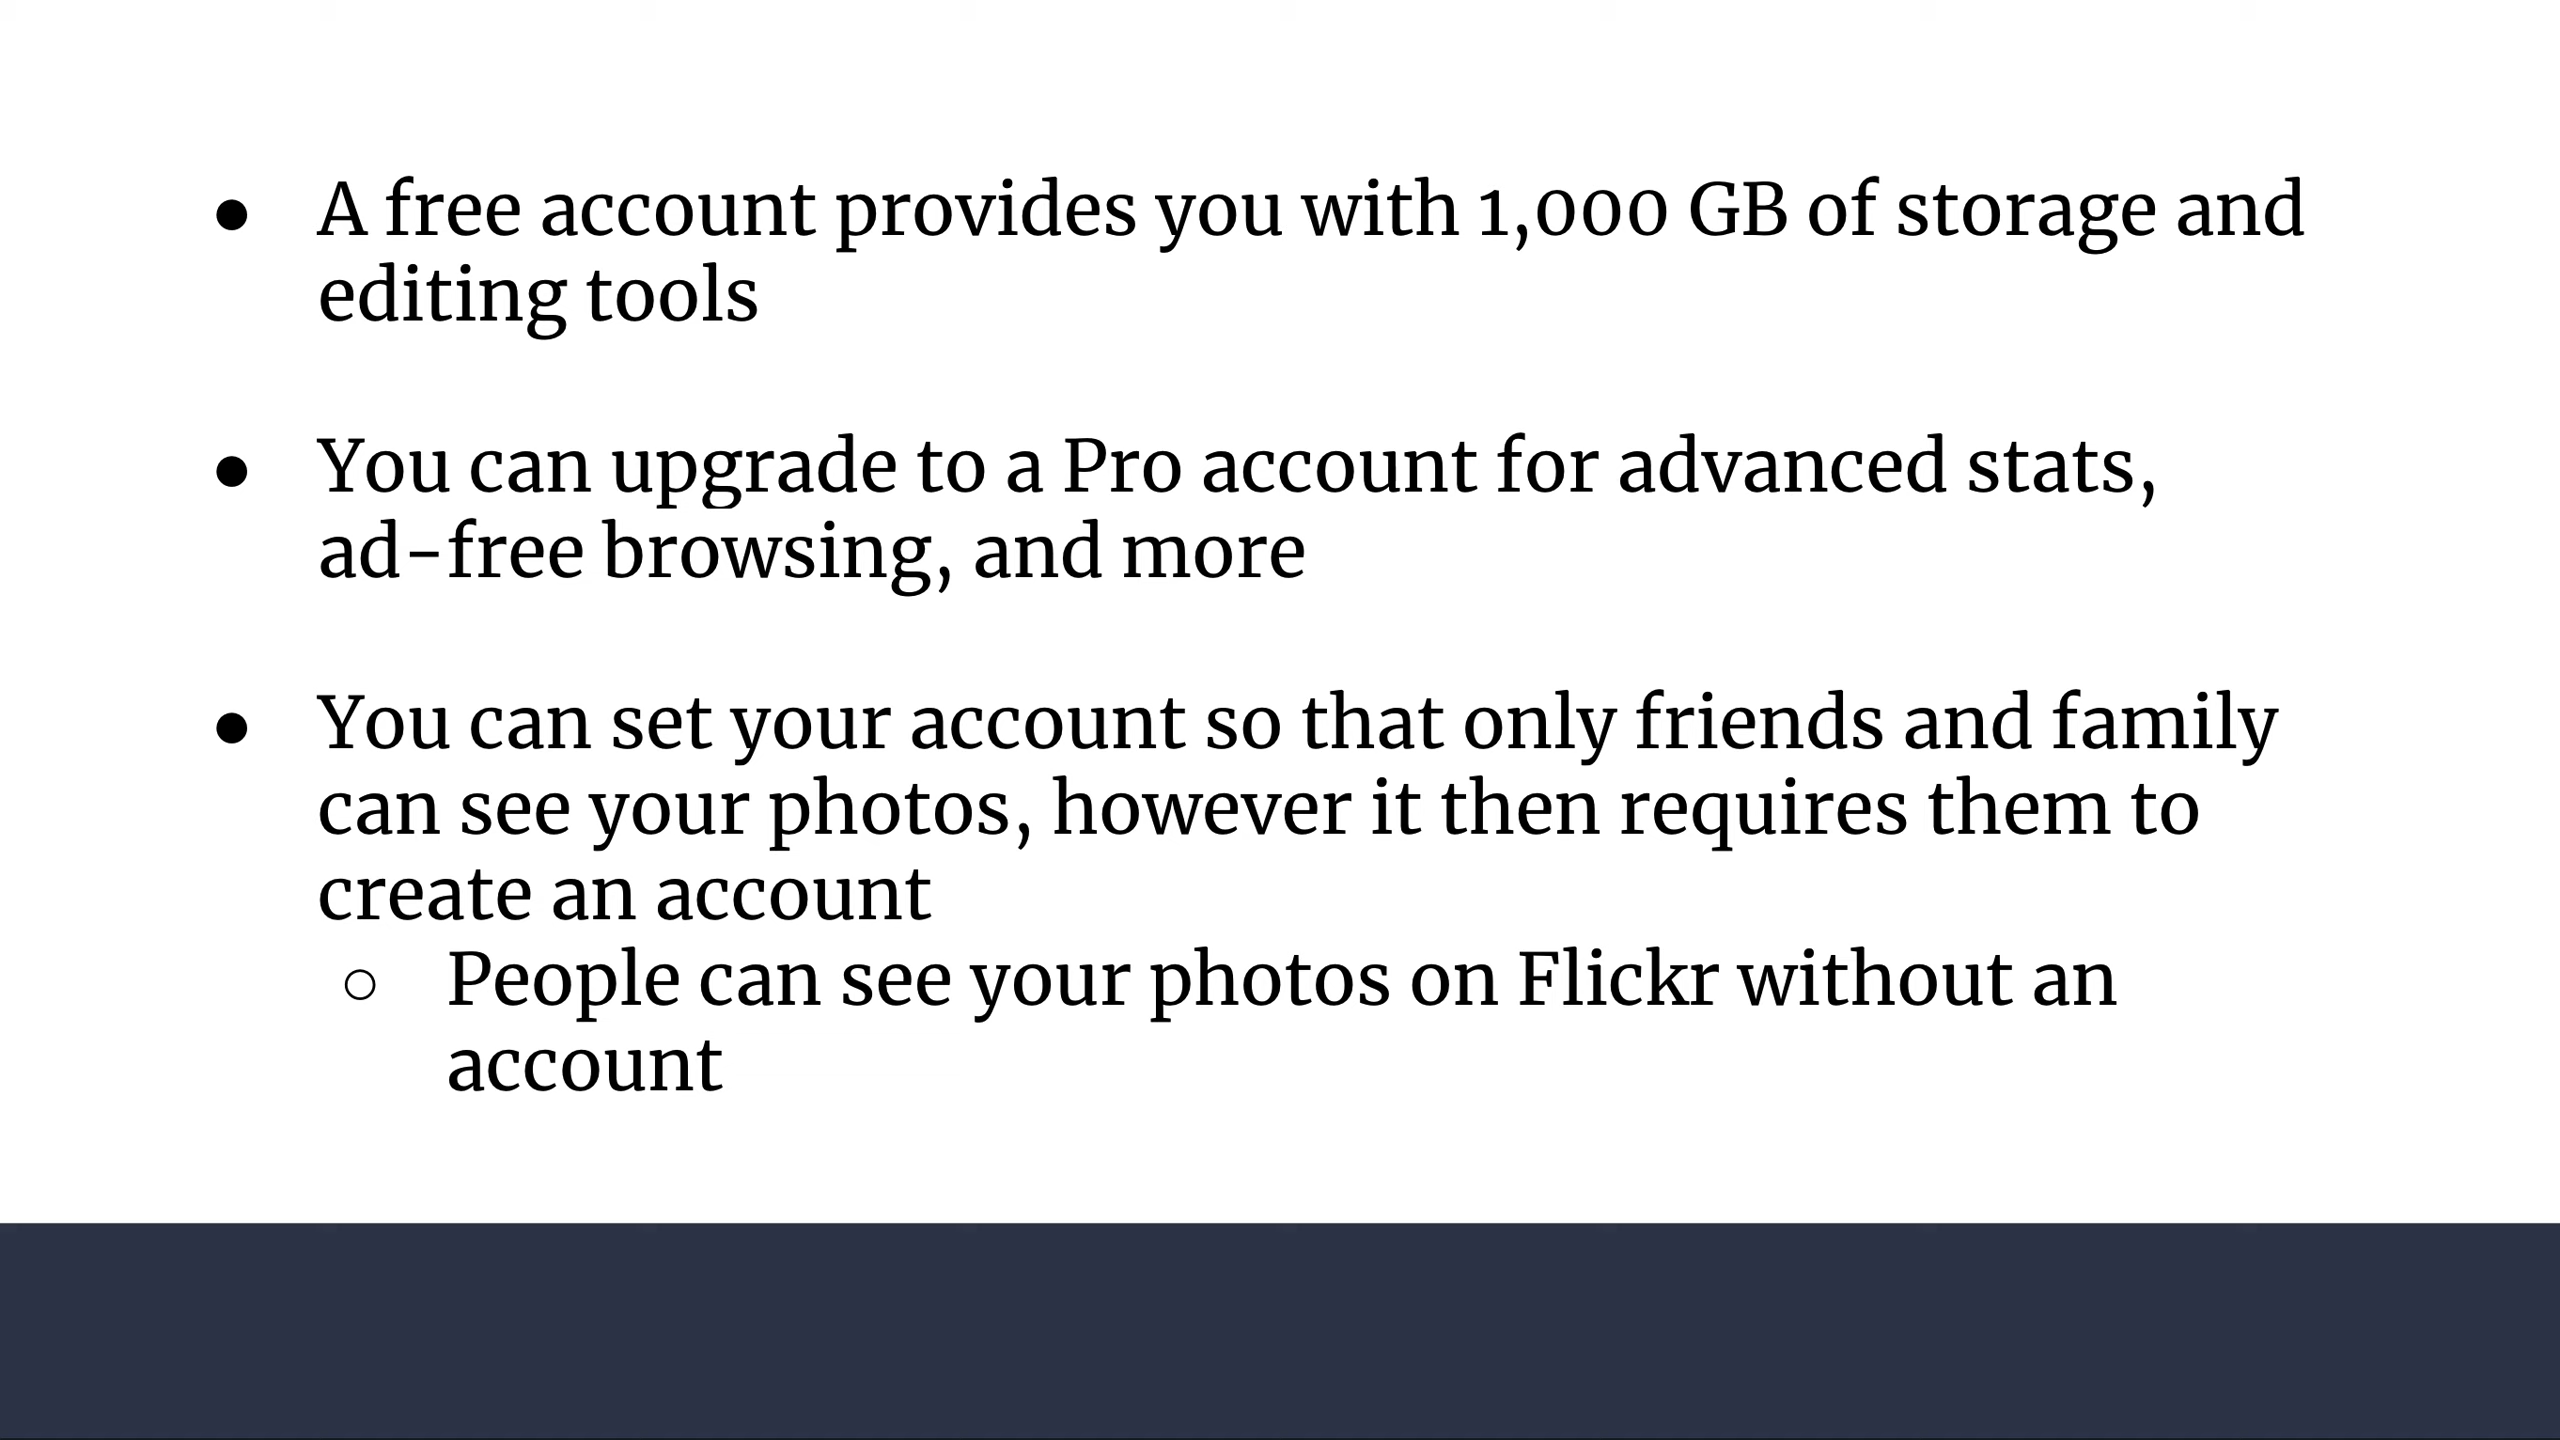 ● A free account provides you with 1,000 GB of storage and
editing tools
● You can upgrade to a Pro account for advanced stats,
ad-free browsing, and more
● You can set your account so that only friends and family
can see your photos, however it then requires them to
create an account
○ People can see your photos on Flickr without an
account